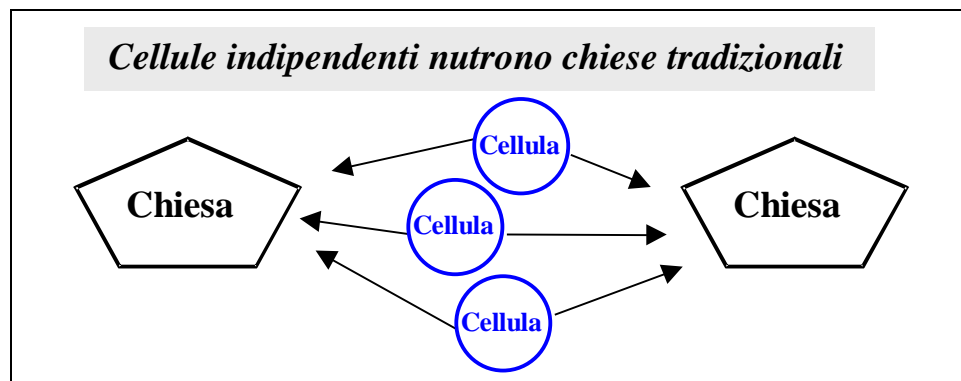 Cellule indipendenti nutrono chiese tradizionali
Cellula
Chiesa
Cellula
Chiesa
Cellula